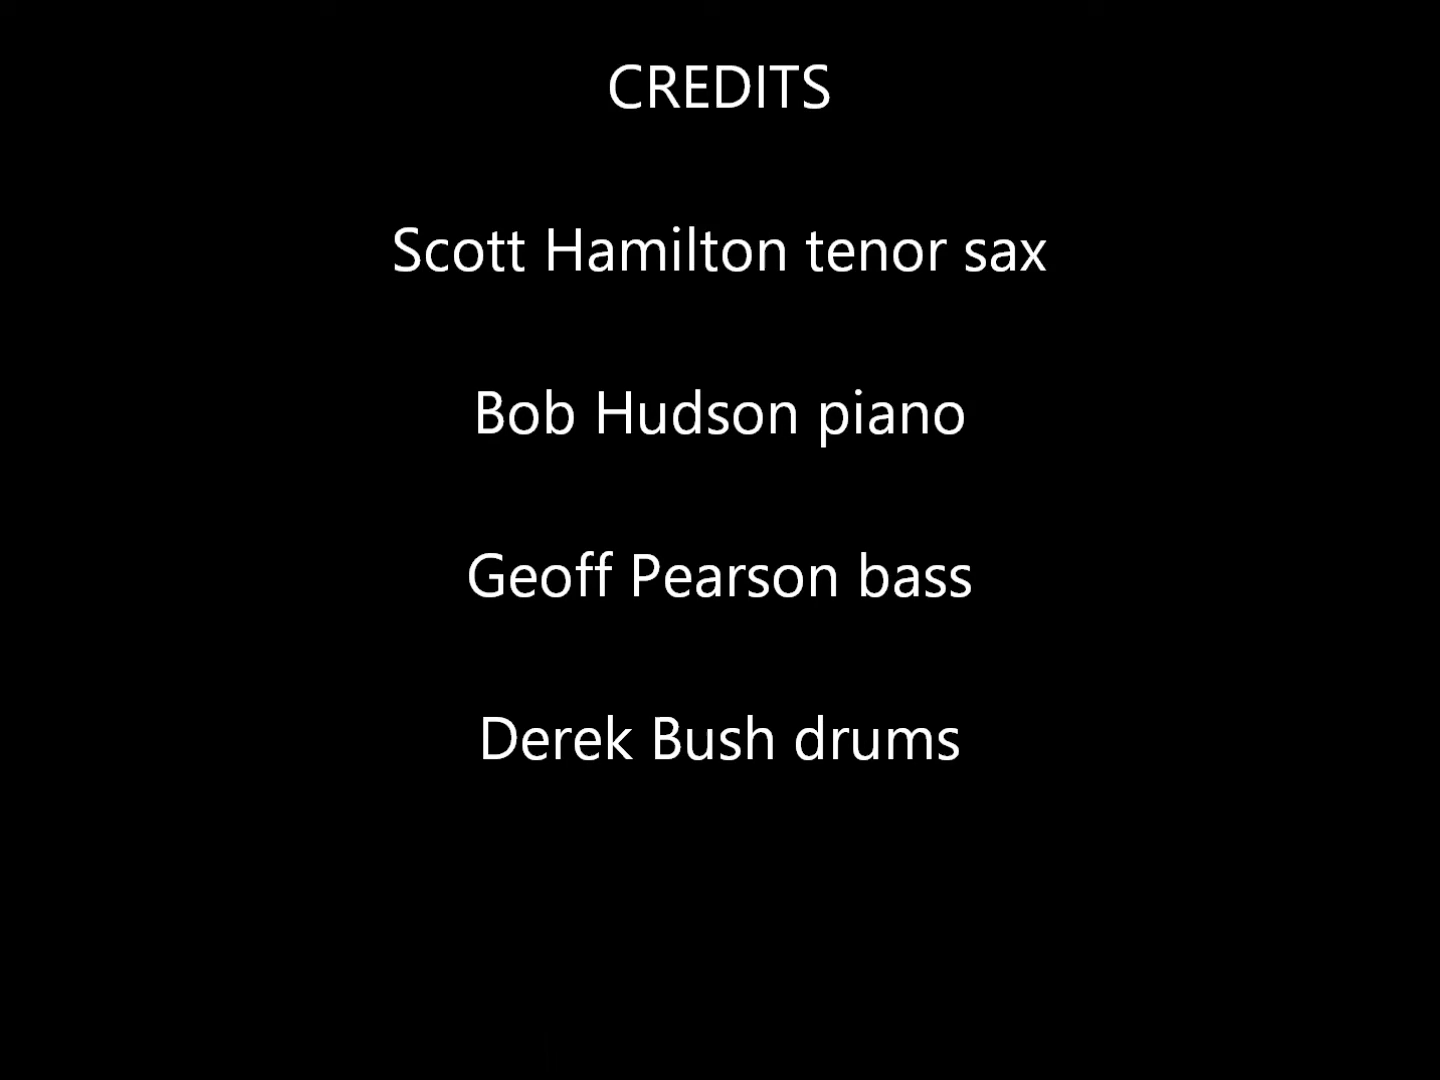 CREDITS
Scott Hamilton tenor sax
Bob Hudson piano
Geoff Pearson bass
Derek Bush drums